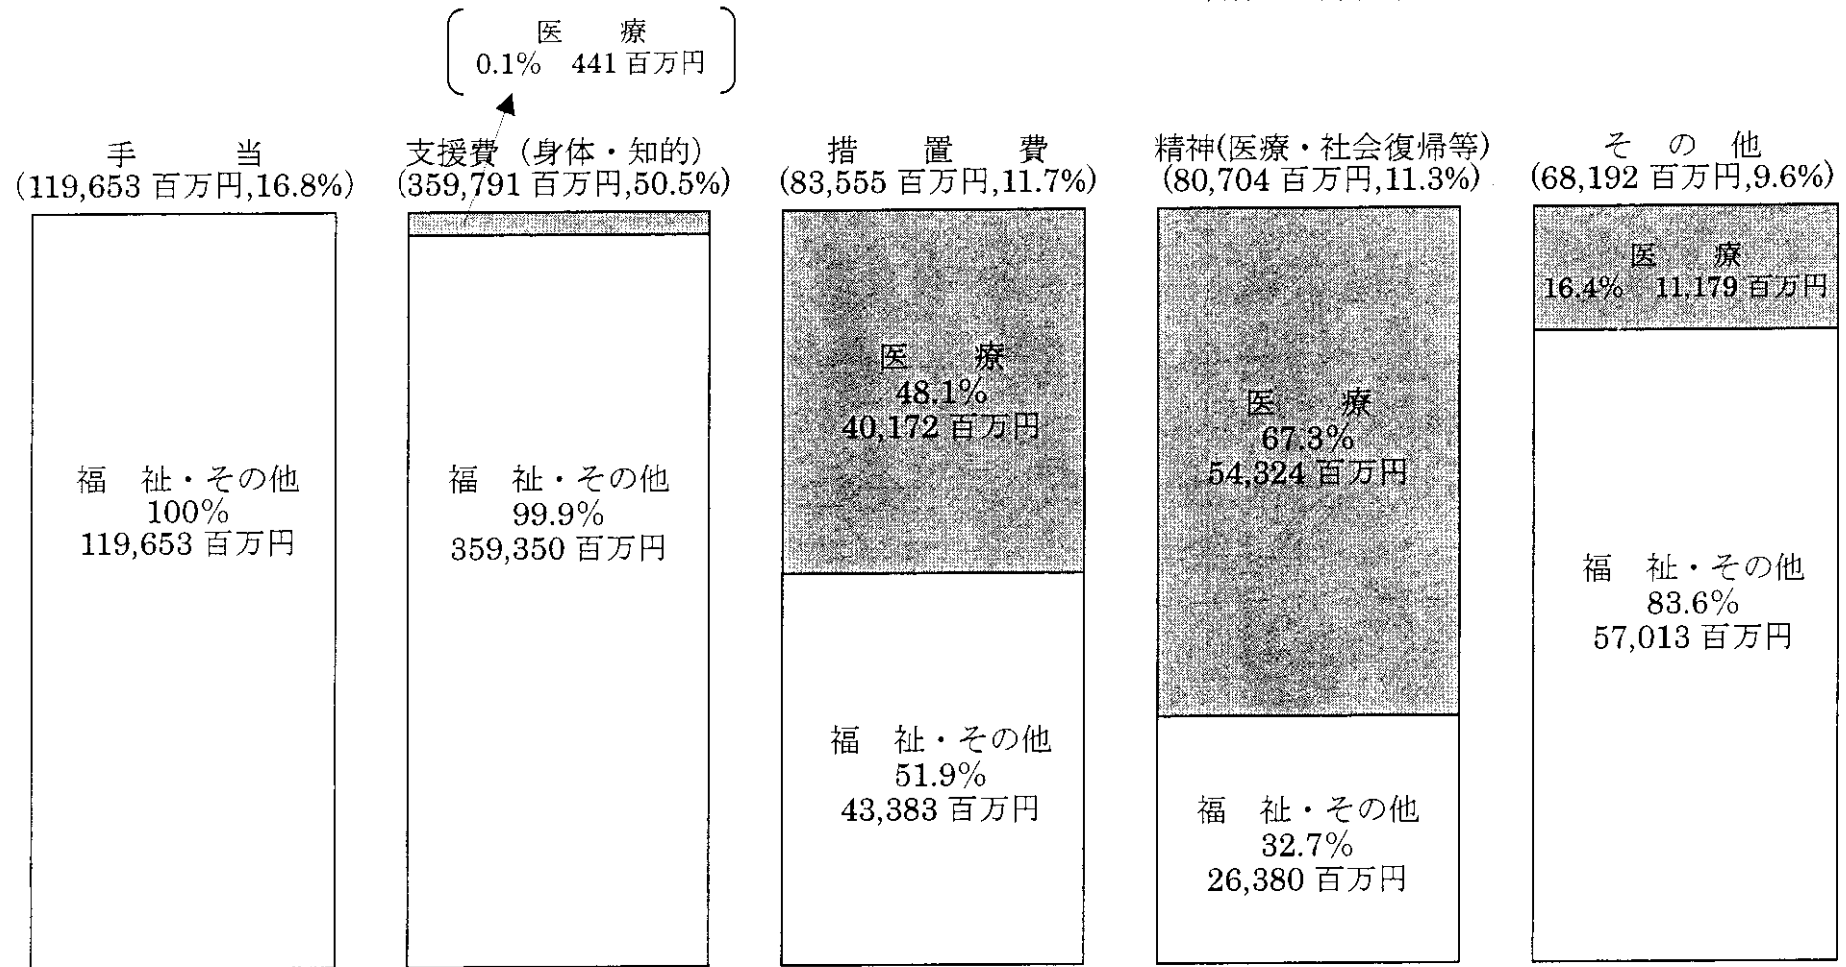 医 療
0.1% 441 百万円
手 当
(119,653 百万円,16.8%)
支援費 (身体・知的)
(359,791 百万円,50.5%)
措 置 費
(83,555 百万円,11.7%)
精神(医療・社会復帰等)
(80,704 百万円,11.3%)
そ の 他
(68,192 百万円,9.6%)
福 祉・その他
100%
119,653 百万円
福 祉・その他
99.9%
359,350 百万円
医 療
48.1%
40,172 百万円
福 祉・その他
51.9%
43,383 百万円
医 療
67.3%
54,324 百万円
福 祉・その他
32.7%
26,380 百万円
医 療
16.4% 11,179 百万円
福 祉・その他
83.6%
57,013 百万円